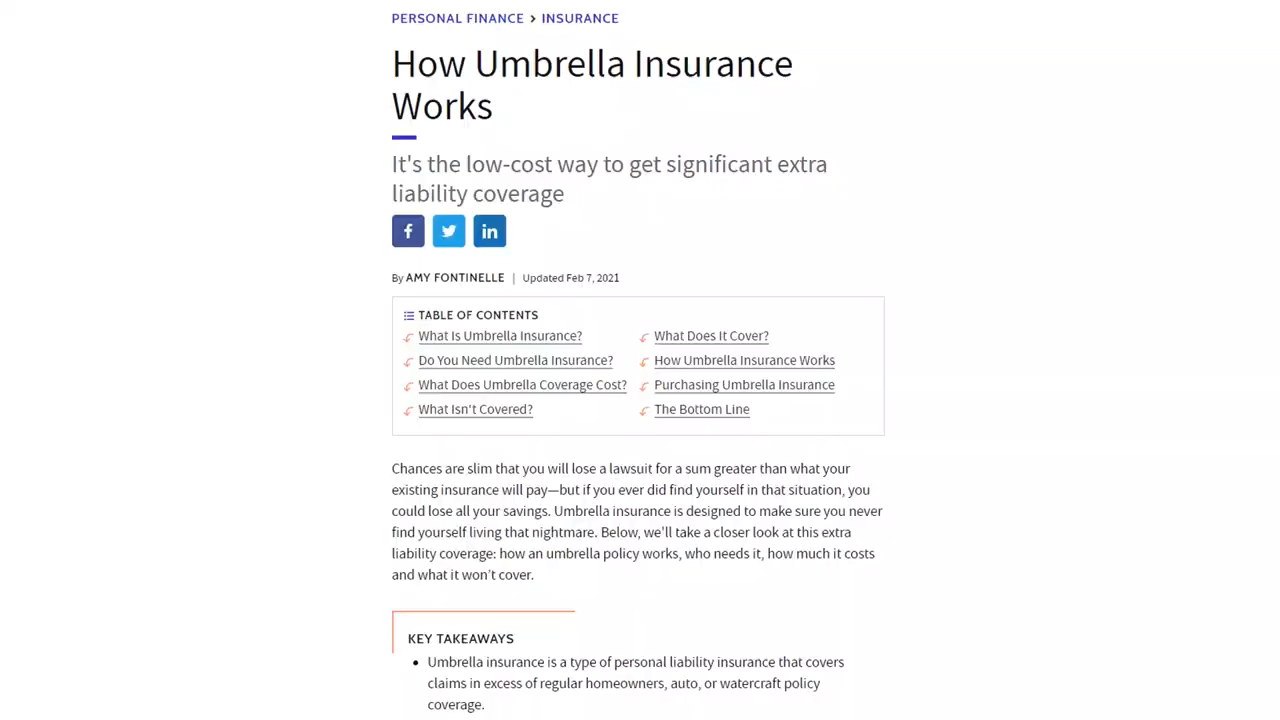 PERSONAL FINANCE > INSURANCE
How Umbrella Insurance
Works
It's the low-cost way to get significant extra
liability coverage
f in
By AMY FONTINELLE | Updated Feb 7, 2021
TABLE OF CONTENTS
What Is Umbrella Insurance? What Does It Cover?
Do You Need Umbrella Insurance? How Umbrella Insurance Works
What Does Umbrella Coverage Cost? Purchasing Umbrella Insurance
What Isn't Covered? The Bottom Line
Chances are slim that you will lose a lawsuit for a sum greater than what your
existing insurance will pay—but if you ever did find yourself in that situation, you
could lose all your savings. Umbrella insurance is designed to make sure you never
find yourself living that nightmare. Below, we'll take a closer look at this extra
liability coverage: how an umbrella policy works, who needs it, how much it costs
and what it won't cover.
KEY TAKEAWAYS
• Umbrella insurance is a type of personal liability insurance that covers
claims in excess of regular homeowners, auto, or watercraft policy
coverage.